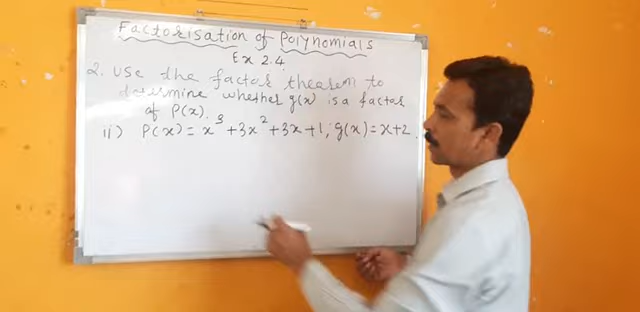 Factorisation of Polynomials
Ex 2.4
2. Use the factor thearem to
determine whether g(x) is a factor
of P(x).
ii) P(x) = x³ + 3x² + 3x + 1, g(x) = x + 2.